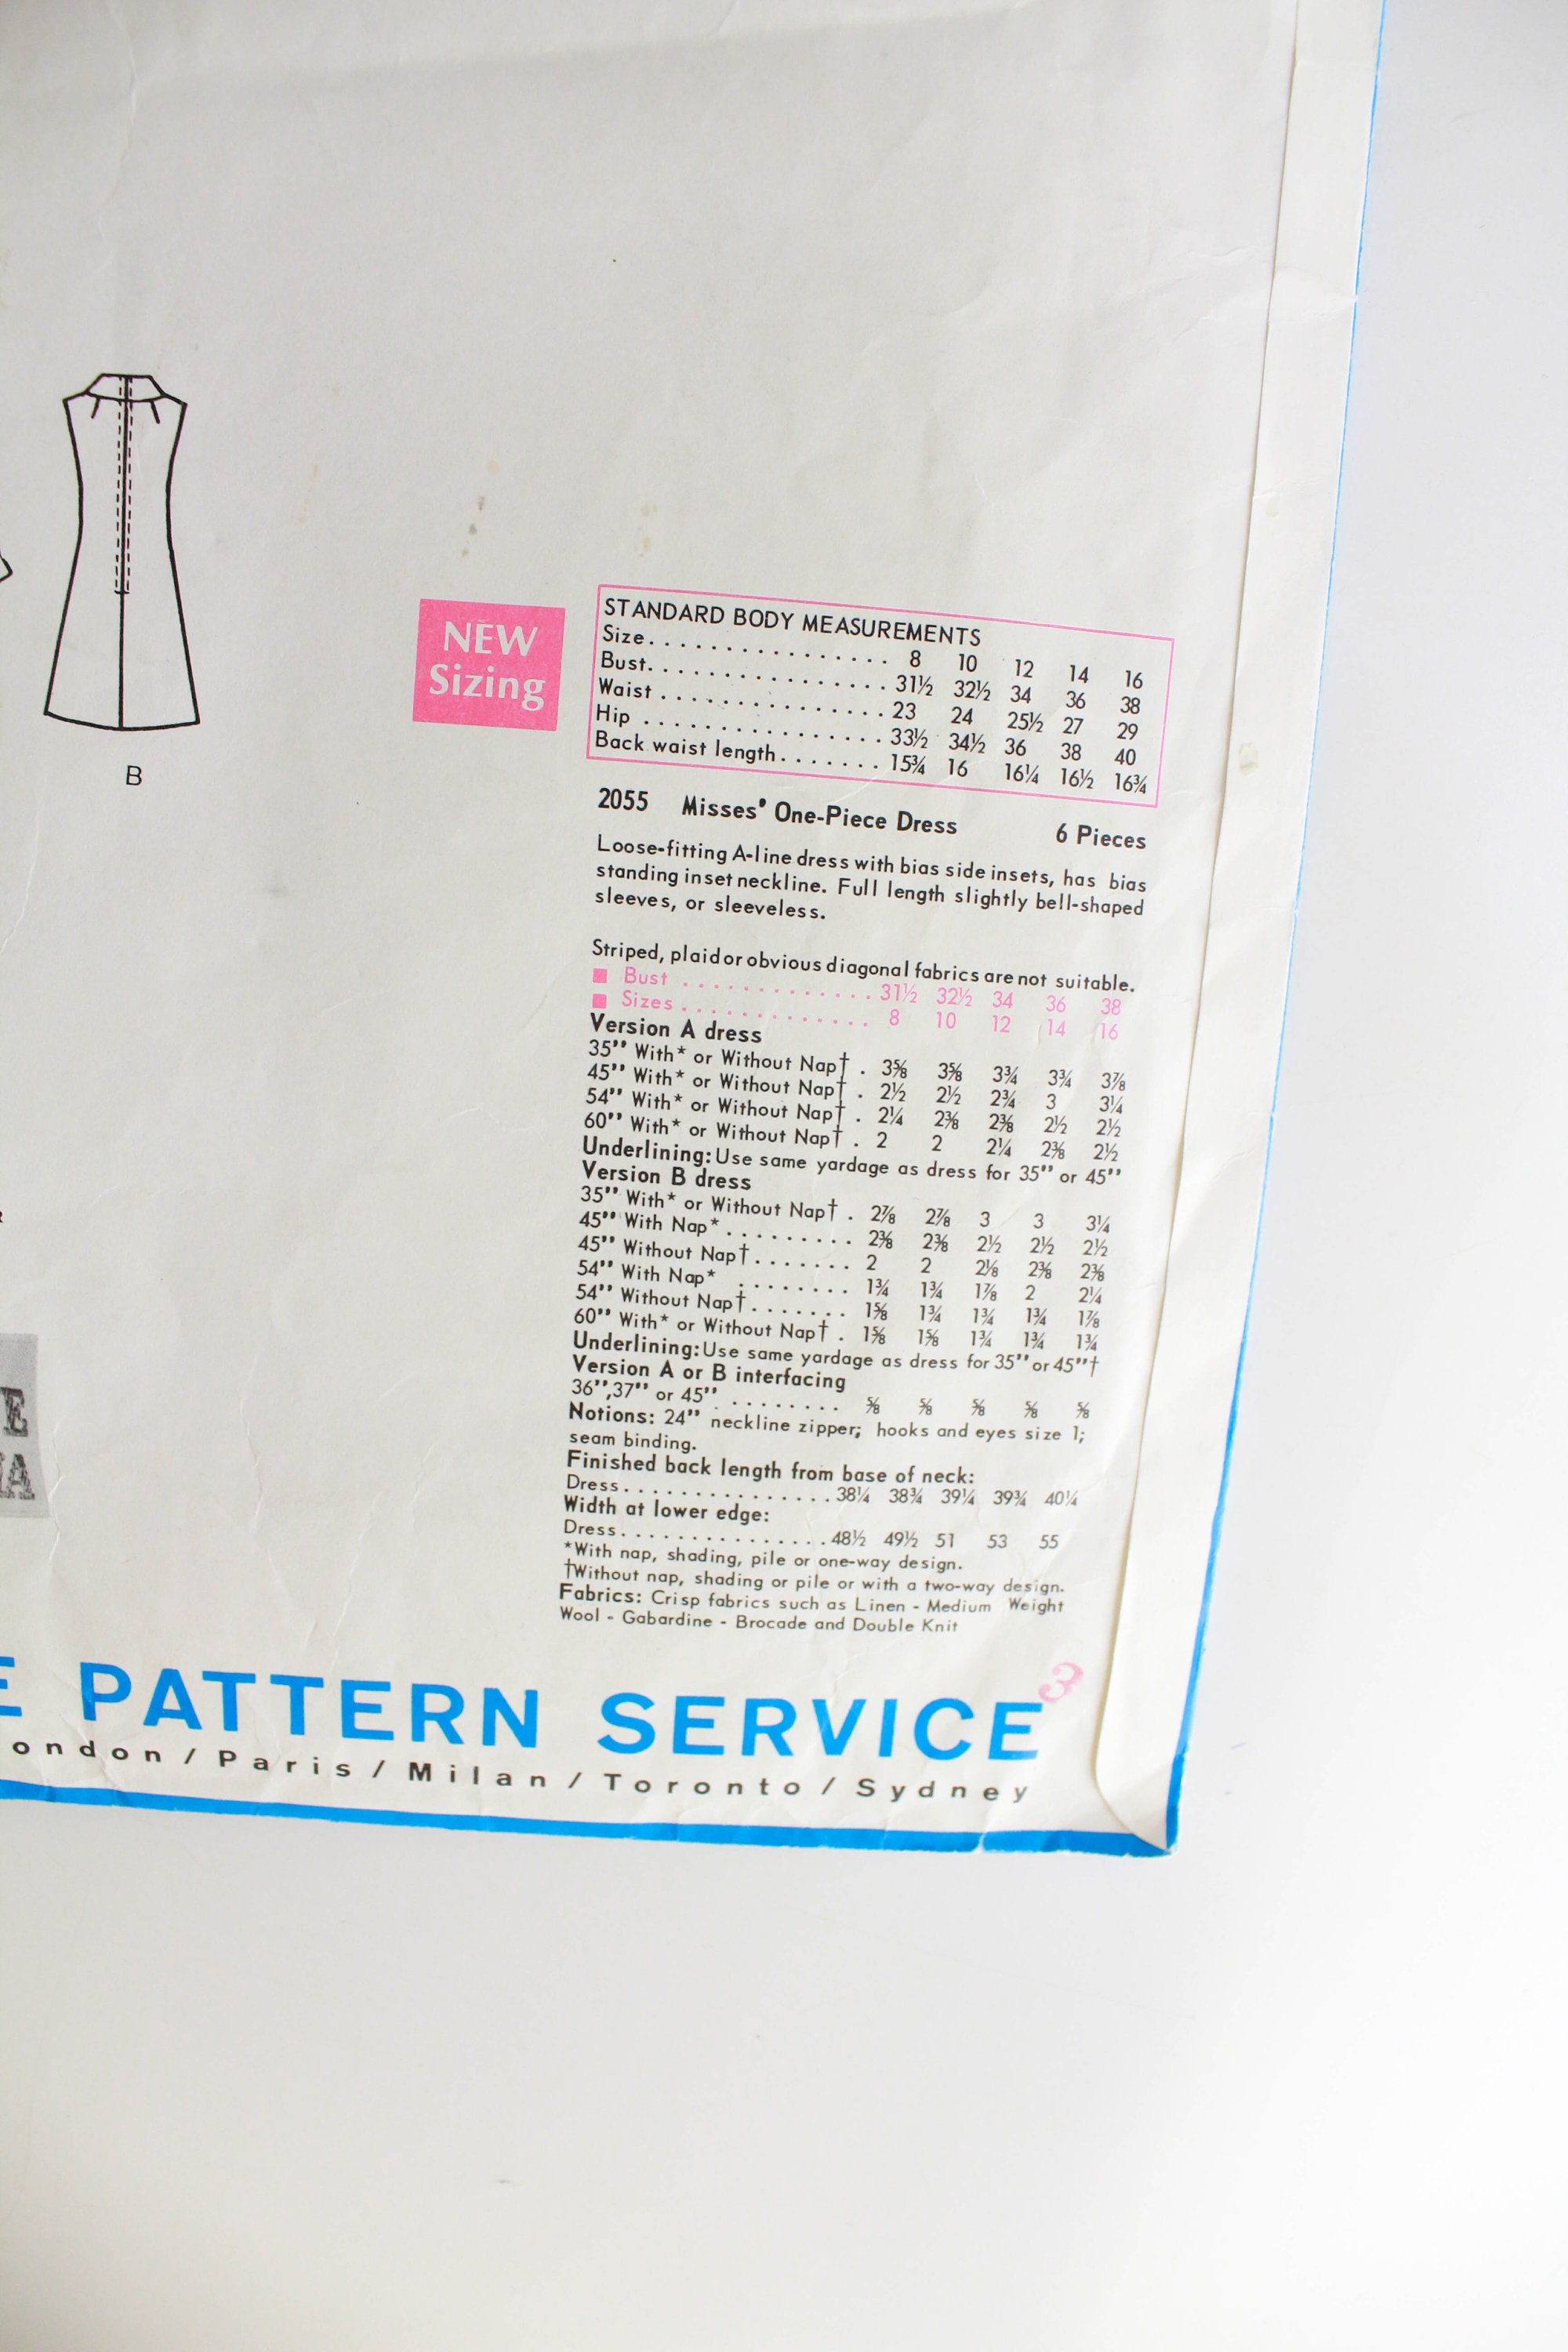 B
NEW
Sizing
STANDARD BODY MEASUREMENTS
Size. . . . . . . . . . . . . . . . 8 10 12 14 16
Bust. . . . . . . . . . . . . . . . 31½ 32½ 34 36 38
Waist . . . . . . . . . . . . . . . 23 24 25½ 27 29
Hip . . . . . . . . . . . . . . . . 33½ 34½ 36 38 40
Back waist length. . . . . . . 15¾ 16 16¼ 16½ 16¾
2055 Misses' One-Piece Dress 6 Pieces
Loose-fitting A-line dress with bias side insets, has bias
standing inset neckline. Full length slightly bell-shaped
sleeves, or sleeveless.
Striped, plaid or obvious diagonal fabrics are not suitable.
■ Bust . . . . . . . . . . . . . 31½ 32½ 34 36 38
■ Sizes . . . . . . . . . . . . . 8 10 12 14 16
Version A dress
35'' With* or Without Nap† . 3⅝ 3⅝ 3¾ 3¾ 3⅞
45'' With* or Without Nap† . 2½ 2½ 2¾ 3 3¼
54'' With* or Without Nap† . 2¼ 2⅜ 2⅜ 2½ 2½
60'' With* or Without Nap† . 2 2 2¼ 2⅜ 2½
Underlining: Use same yardage as dress for 35'' or 45''
Version B dress
35'' With* or Without Nap† . 2⅞ 2⅞ 3 3 3¼
45'' With Nap* . . . . . . . . . 2⅜ 2⅜ 2½ 2½ 2½
45'' Without Nap† . . . . . . . 2 2 2⅛ 2⅜ 2⅜
54'' With Nap* . . . . . . . . 1¾ 1¾ 1⅞ 2 2¼
54'' Without Nap† . . . . . . . 1⅝ 1¾ 1¾ 1¾ 1⅞
60'' With* or Without Nap† . 1⅝ 1⅝ 1¾ 1¾ 1¾
Underlining: Use same yardage as dress for 35'' or 45''†
Version A or B interfacing
36'',37'' or 45'' . . . . . . . . . ⅝ ⅝ ⅝ ⅝ ⅝
Notions: 24'' neckline zipper; hooks and eyes size 1;
seam binding.
Finished back length from base of neck:
Dress. . . . . . . . . . . . . . . . 38¼ 38¾ 39¼ 39¾ 40¼
Width at lower edge:
Dress. . . . . . . . . . . . . . . . 48½ 49½ 51 53 55
*With nap, shading, pile or one-way design.
†Without nap, shading or pile or with a two-way design.
Fabrics: Crisp fabrics such as Linen - Medium Weight
Wool - Gabardine - Brocade and Double Knit
3
E PATTERN SERVICE
ondon / Paris / Milan / Toronto / Sydney